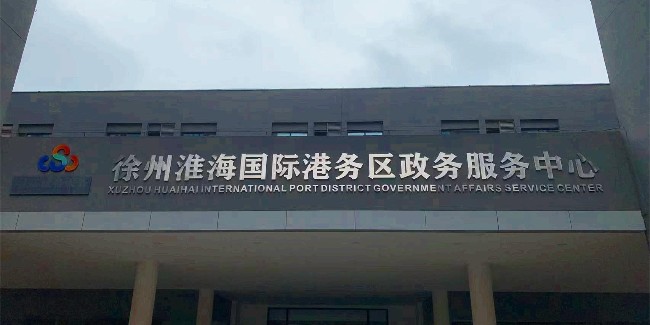 徐州淮海国际港务区政务服务中心
XUZHOU HUAIHAI INTERNATIONAL PORT DISTRICT GOVERNMENT AFFAIRS SERVICE CENTER